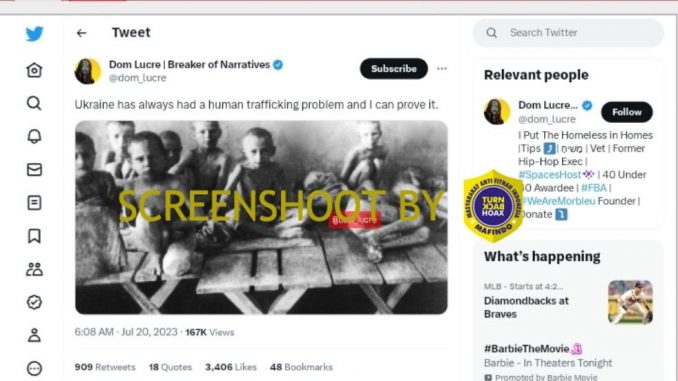 Tweet
Search Twitter
Dom Lucre | Breaker of Narratives
@dom_lucre
Subscribe
Ukraine has always had a human trafficking problem and I can prove it.
SCREENSHOOT BY
@dom_lucre
6:08 AM · Jul 20, 2023 · 167K Views
909 Retweets 18 Quotes 3,406 Likes 48 Bookmarks
Relevant people
Dom Lucre...
@dom_lucre
Follow
I Put The Homeless in Homes
|Tips | | Vet | Former
Hip-Hop Exec |
#SpacesHost | 40 Under
40 Awardee | #FBA |
#WeAreMorbleu Founder |
Donate
MASYARAKAT ANTI FITNAH INDONESIA
TURN
BACK
HOAX
MAFINDO
What's happening
MLB · Starts at 4:2...
Diamondbacks at
Braves
#BarbieTheMovie
Barbie - In Theaters Tonight
Promoted by Barbie Movie